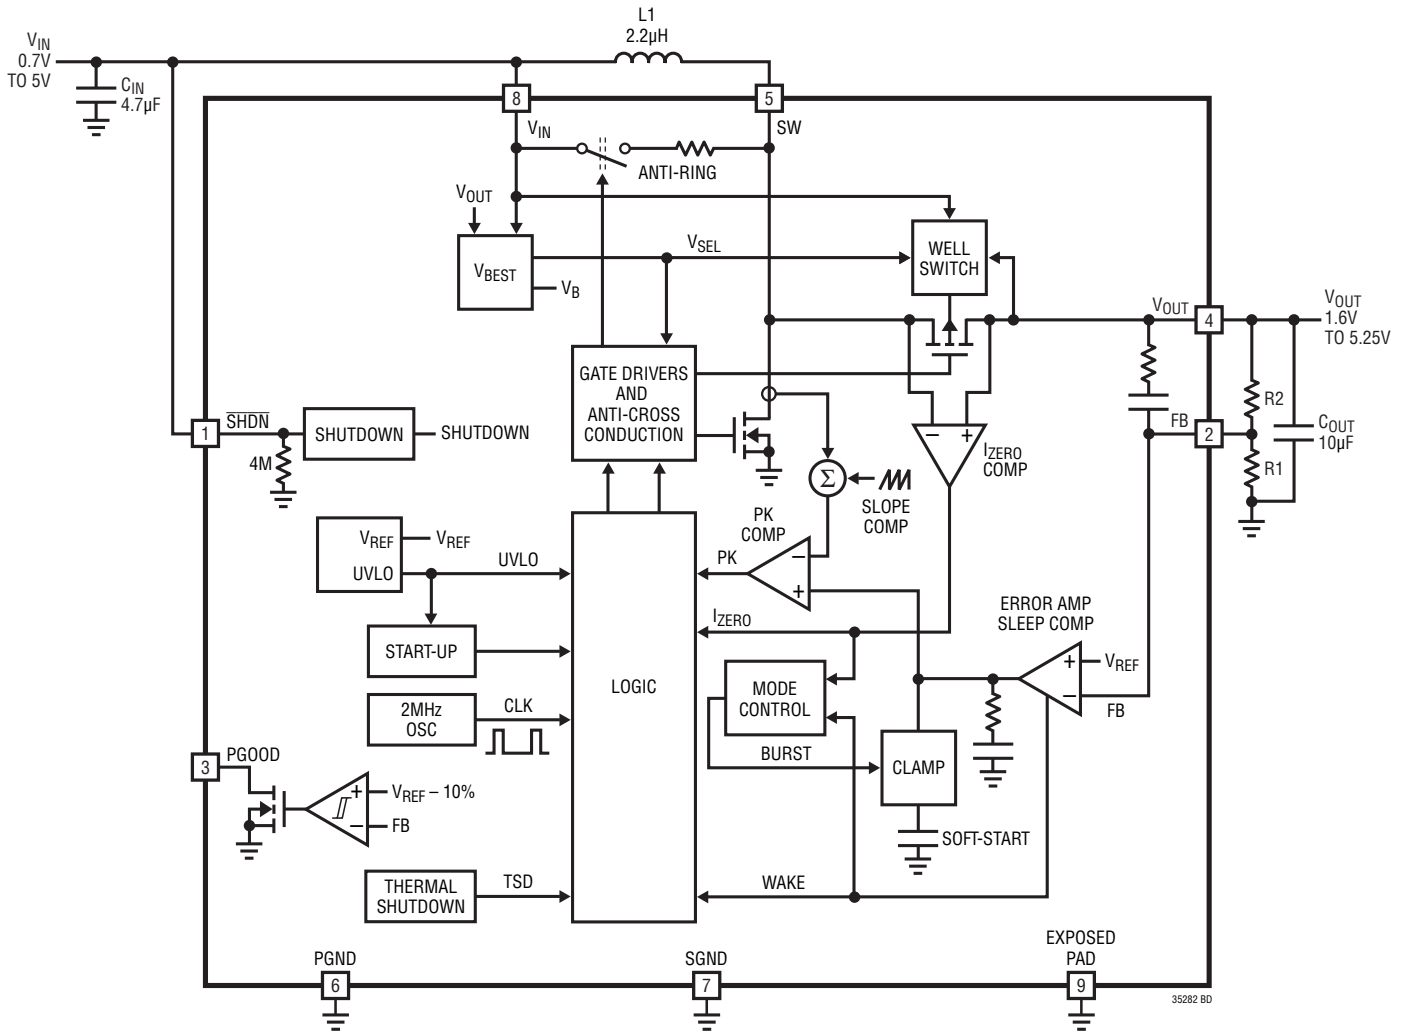 L1
2.2µH
VIN
0.7V
TO 5V
CIN
4.7µF
8
5
VIN
SW
ANTI-RING
VOUT
VBEST
VSEL
VB
WELL
SWITCH
VOUT
4
VOUT
1.6V
TO 5.25V
GATE DRIVERS
AND
ANTI-CROSS
CONDUCTION
R2
FB
2
COUT
10µF
R1
1
SHDN
SHUTDOWN
SHUTDOWN
4M
–
+
IZERO
COMP
Σ
SLOPE
COMP
PK
COMP
VREF
VREF
UVLO
UVLO
PK
–
+
START-UP
IZERO
ERROR AMP
SLEEP COMP
+
VREF
–
FB
LOGIC
MODE
CONTROL
2MHz
OSC
CLK
BURST
CLAMP
3
PGOOD
+
VREF – 10%
–
FB
SOFT-START
THERMAL
SHUTDOWN
TSD
WAKE
PGND
6
SGND
7
EXPOSED
PAD
9
35282 BD